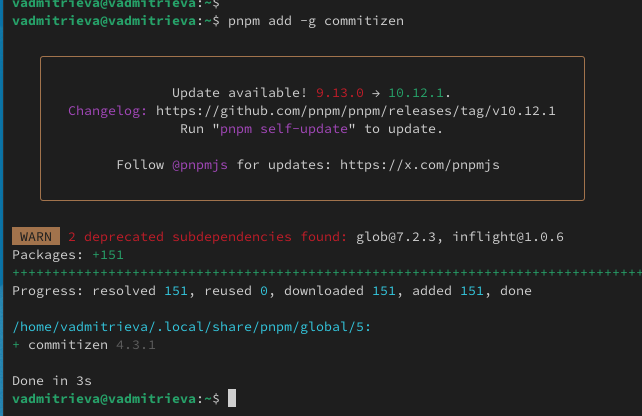 vadmitrieva@vadmitrieva:~$
vadmitrieva@vadmitrieva:~$ pnpm add -g commitizen
Update available! 9.13.0 → 10.12.1.
Changelog: https://github.com/pnpm/pnpm/releases/tag/v10.12.1
Run "pnpm self-update" to update.
Follow @pnpmjs for updates: https://x.com/pnpmjs
WARN 2 deprecated subdependencies found: glob@7.2.3, inflight@1.0.6
Packages: +151
+++++++++++++++++++++++++++++++++++++++++++++++++++++++++++++++++++++++++++++++
Progress: resolved 151, reused 0, downloaded 151, added 151, done
/home/vadmitrieva/.local/share/pnpm/global/5:
+ commitizen 4.3.1
Done in 3s
vadmitrieva@vadmitrieva:~$